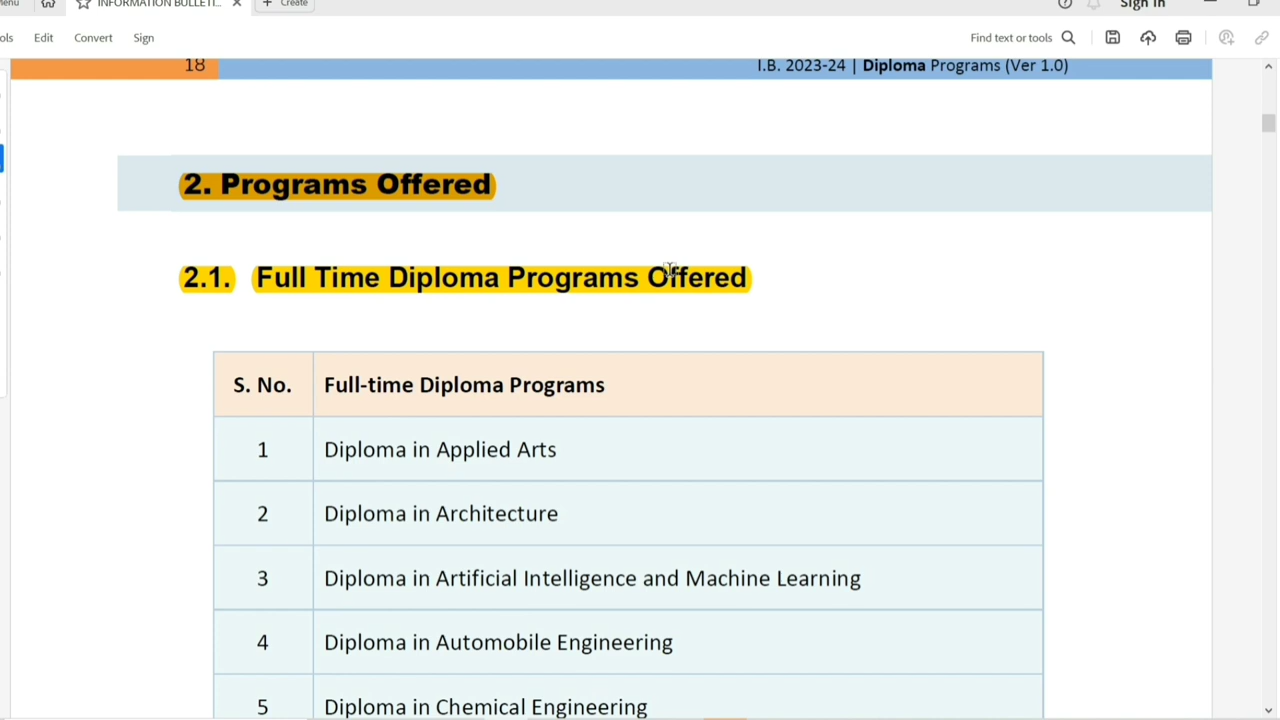 INFORMATION BULLETI... × + Create Sign In
Edit Convert Sign Find text or tools
18 I.B. 2023-24 | Diploma Programs (Ver 1.0)
2. Programs Offered
2.1. Full Time Diploma Programs Offered
S. No. Full-time Diploma Programs
1 Diploma in Applied Arts
2 Diploma in Architecture
3 Diploma in Artificial Intelligence and Machine Learning
4 Diploma in Automobile Engineering
5 Diploma in Chemical Engineering